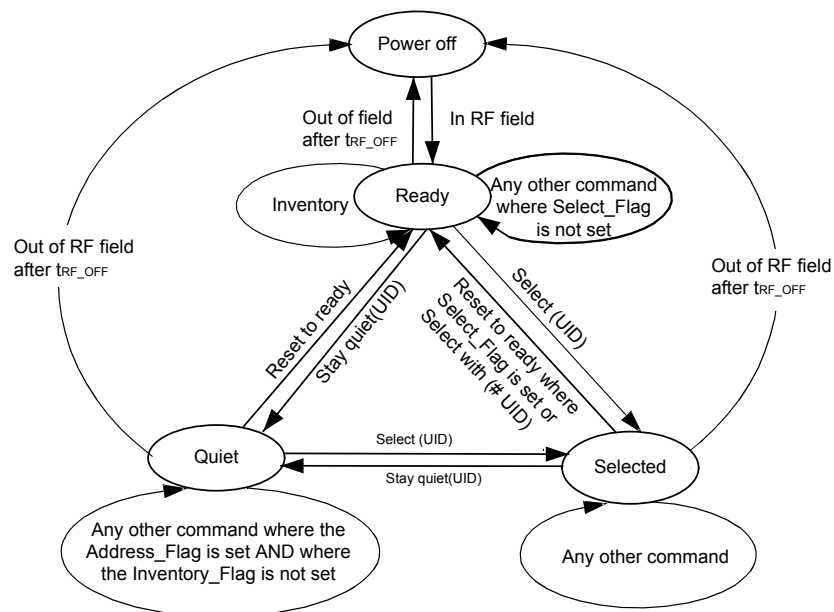 Power off
Out of field
after tRF_OFF
In RF field
Ready
Inventory
Any other command
where Select_Flag
is not set
Out of RF field
after tRF_OFF
Out of RF field
after tRF_OFF
Reset to ready
Stay quiet(UID)
Select (UID)
Reset to ready where
Select_Flag is set or
Select with (# UID)
Quiet
Select (UID)
Stay quiet(UID)
Selected
Any other command where the
Address_Flag is set AND where
the Inventory_Flag is not set
Any other command